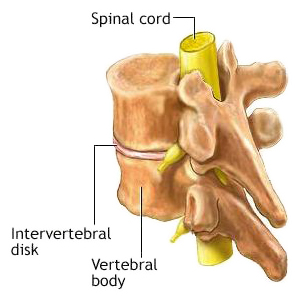 Spinal cord
Intervertebral
disk
Vertebral
body